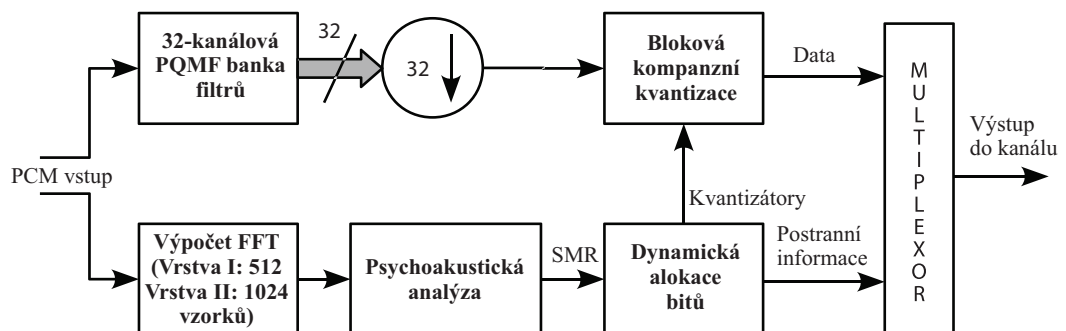 32-kanálová
PQMF banka
filtrů
32
32
Bloková
kompanzní
kvantizace
Data
MULTIPLEXOR
Výstup
do kanálu
PCM vstup
Kvantizátory
Výpočet FFT
(Vrstva I: 512
Vrstva II: 1024
vzorků)
Psychoakustická
analýza
SMR
Dynamická
alokace
bitů
Postranní
informace